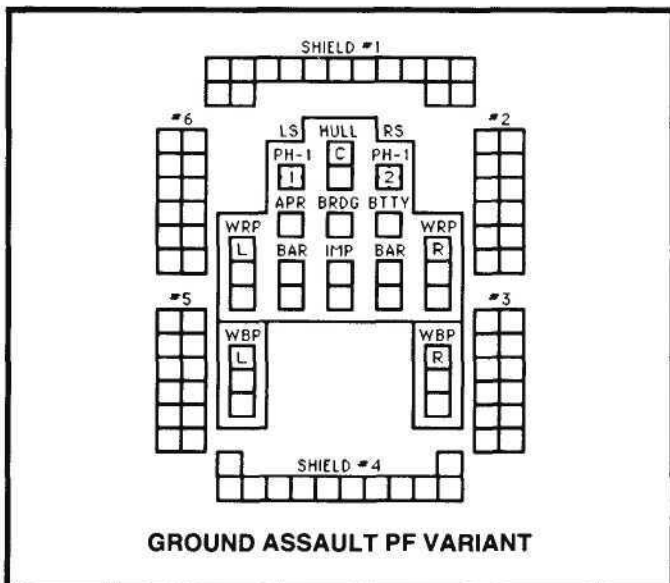 SHIELD #1
#6 #2
LS HULL RS
PH-1 C PH-1
1 2
APR BRDG BTTY
WRP WRP
L BAR IMP BAR R
#5 #3
WBP WBP
L R
SHIELD #4
GROUND ASSAULT PF VARIANT